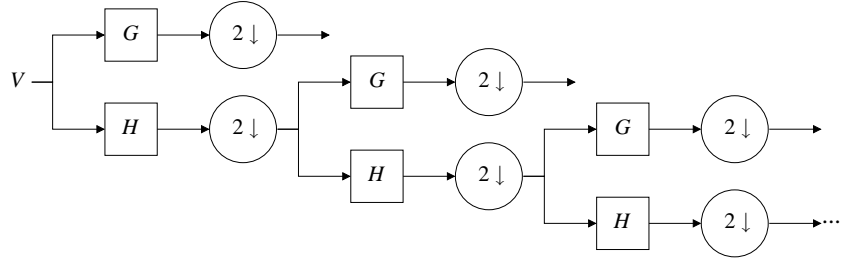 G 2 ↓
V
G 2 ↓
H 2 ↓
G 2 ↓
H 2 ↓
H 2 ↓ ...